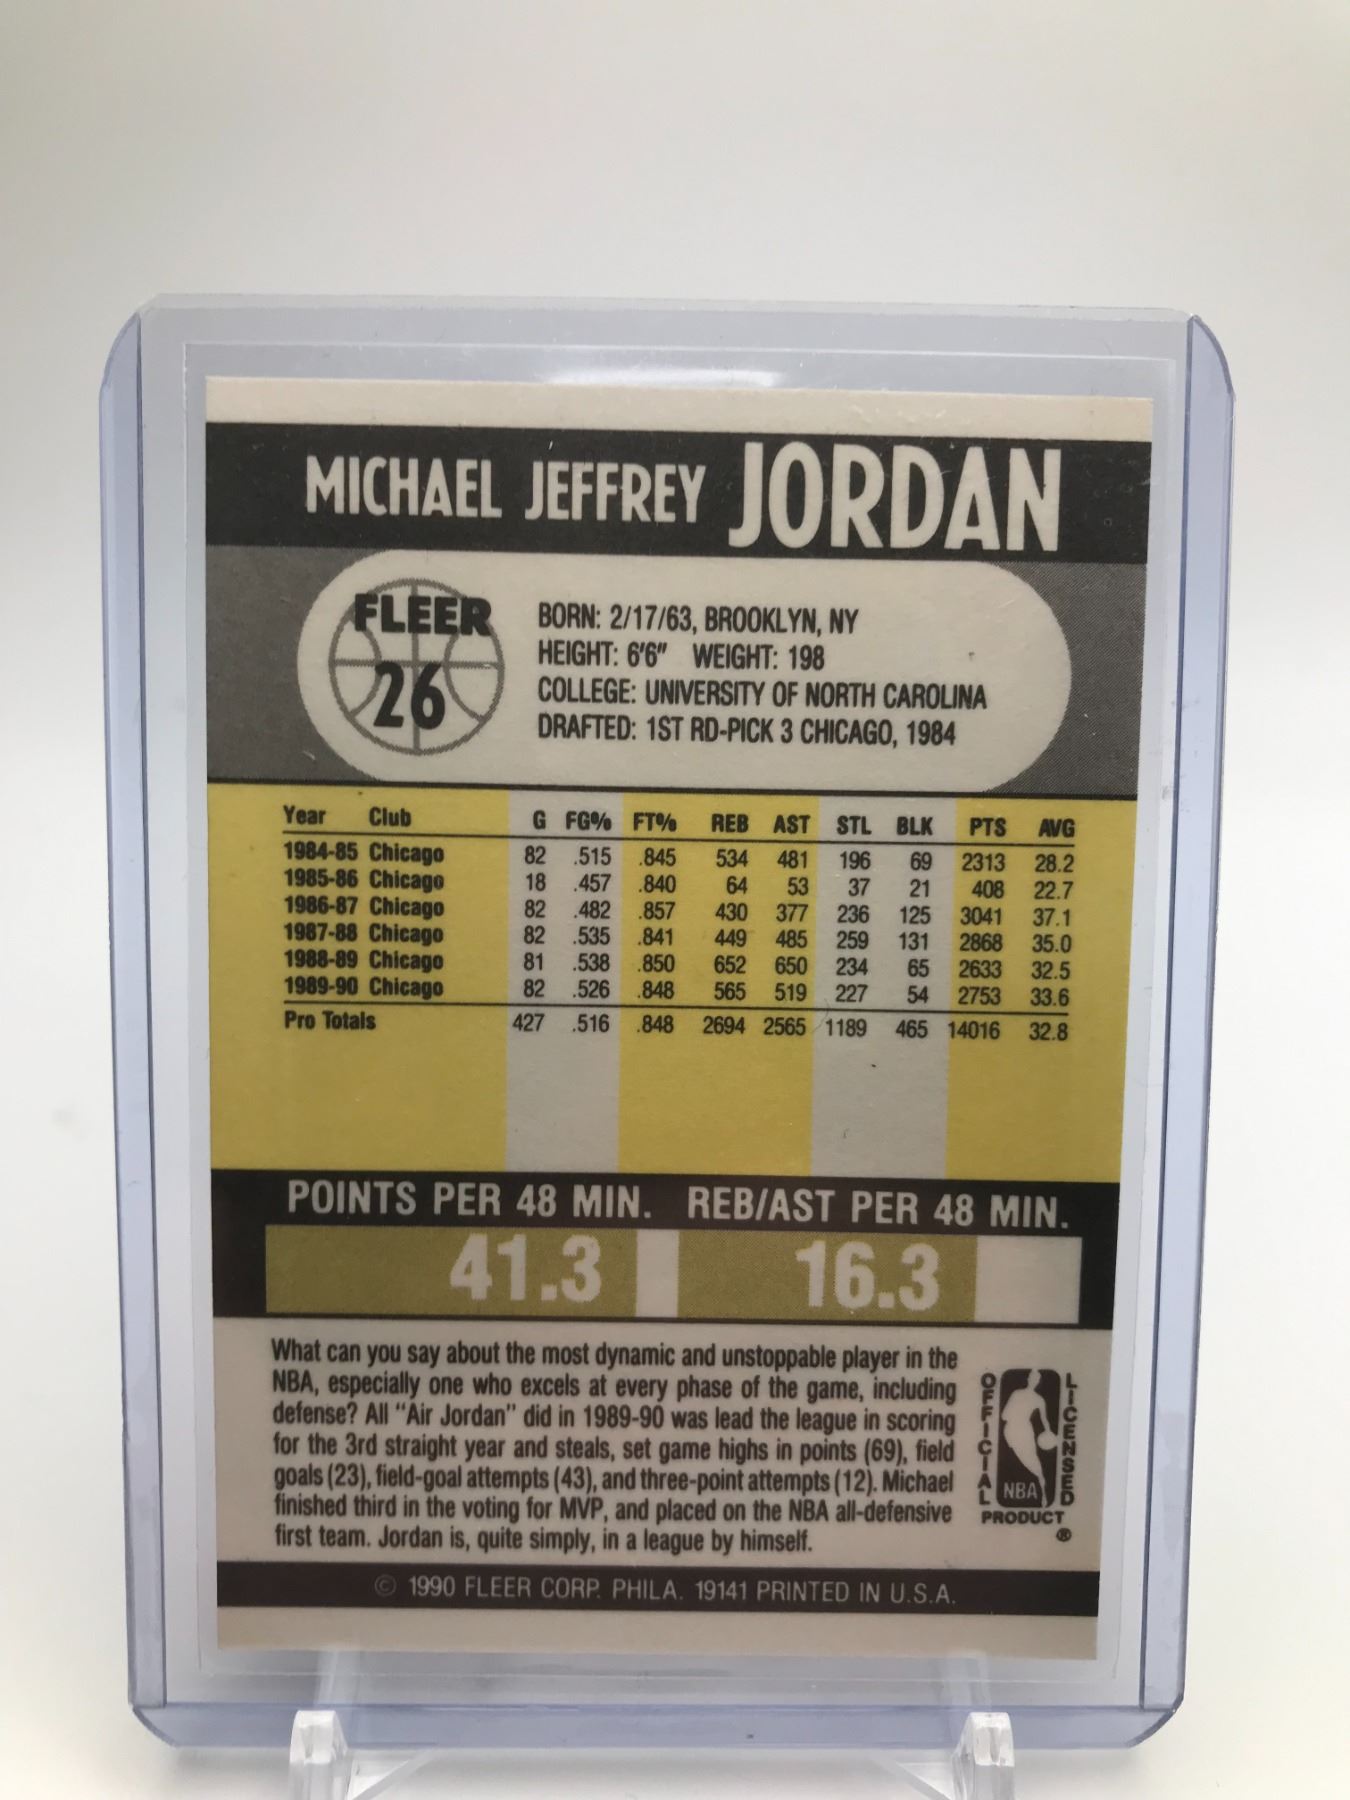 MICHAEL JEFFREY JORDAN
FLEER
26
BORN: 2/17/63, BROOKLYN, NY
HEIGHT: 6'6" WEIGHT: 198
COLLEGE: UNIVERSITY OF NORTH CAROLINA
DRAFTED: 1ST RD-PICK 3 CHICAGO, 1984
Year Club G FG% FT% REB AST STL BLK PTS AVG
1984-85 Chicago 82 .515 .845 534 481 196 69 2313 28.2
1985-86 Chicago 18 .457 .840 64 53 37 21 408 22.7
1986-87 Chicago 82 .482 .857 430 377 236 125 3041 37.1
1987-88 Chicago 82 .535 .841 449 485 259 131 2868 35.0
1988-89 Chicago 81 .538 .850 652 650 234 65 2633 32.5
1989-90 Chicago 82 .526 .848 565 519 227 54 2753 33.6
Pro Totals 427 .516 .848 2694 2565 1189 465 14016 32.8
POINTS PER 48 MIN. REB/AST PER 48 MIN.
41.3 16.3
What can you say about the most dynamic and unstoppable player in the
NBA, especially one who excels at every phase of the game, including
defense? All "Air Jordan" did in 1989-90 was lead the league in scoring
for the 3rd straight year and steals, set game highs in points (69), field
goals (23), field-goal attempts (43), and three-point attempts (12). Michael
finished third in the voting for MVP, and placed on the NBA all-defensive
first team. Jordan is, quite simply, in a league by himself.
OFFICIAL
NBA
LICENSED
PRODUCT
®
© 1990 FLEER CORP. PHILA. 19141 PRINTED IN U.S.A.